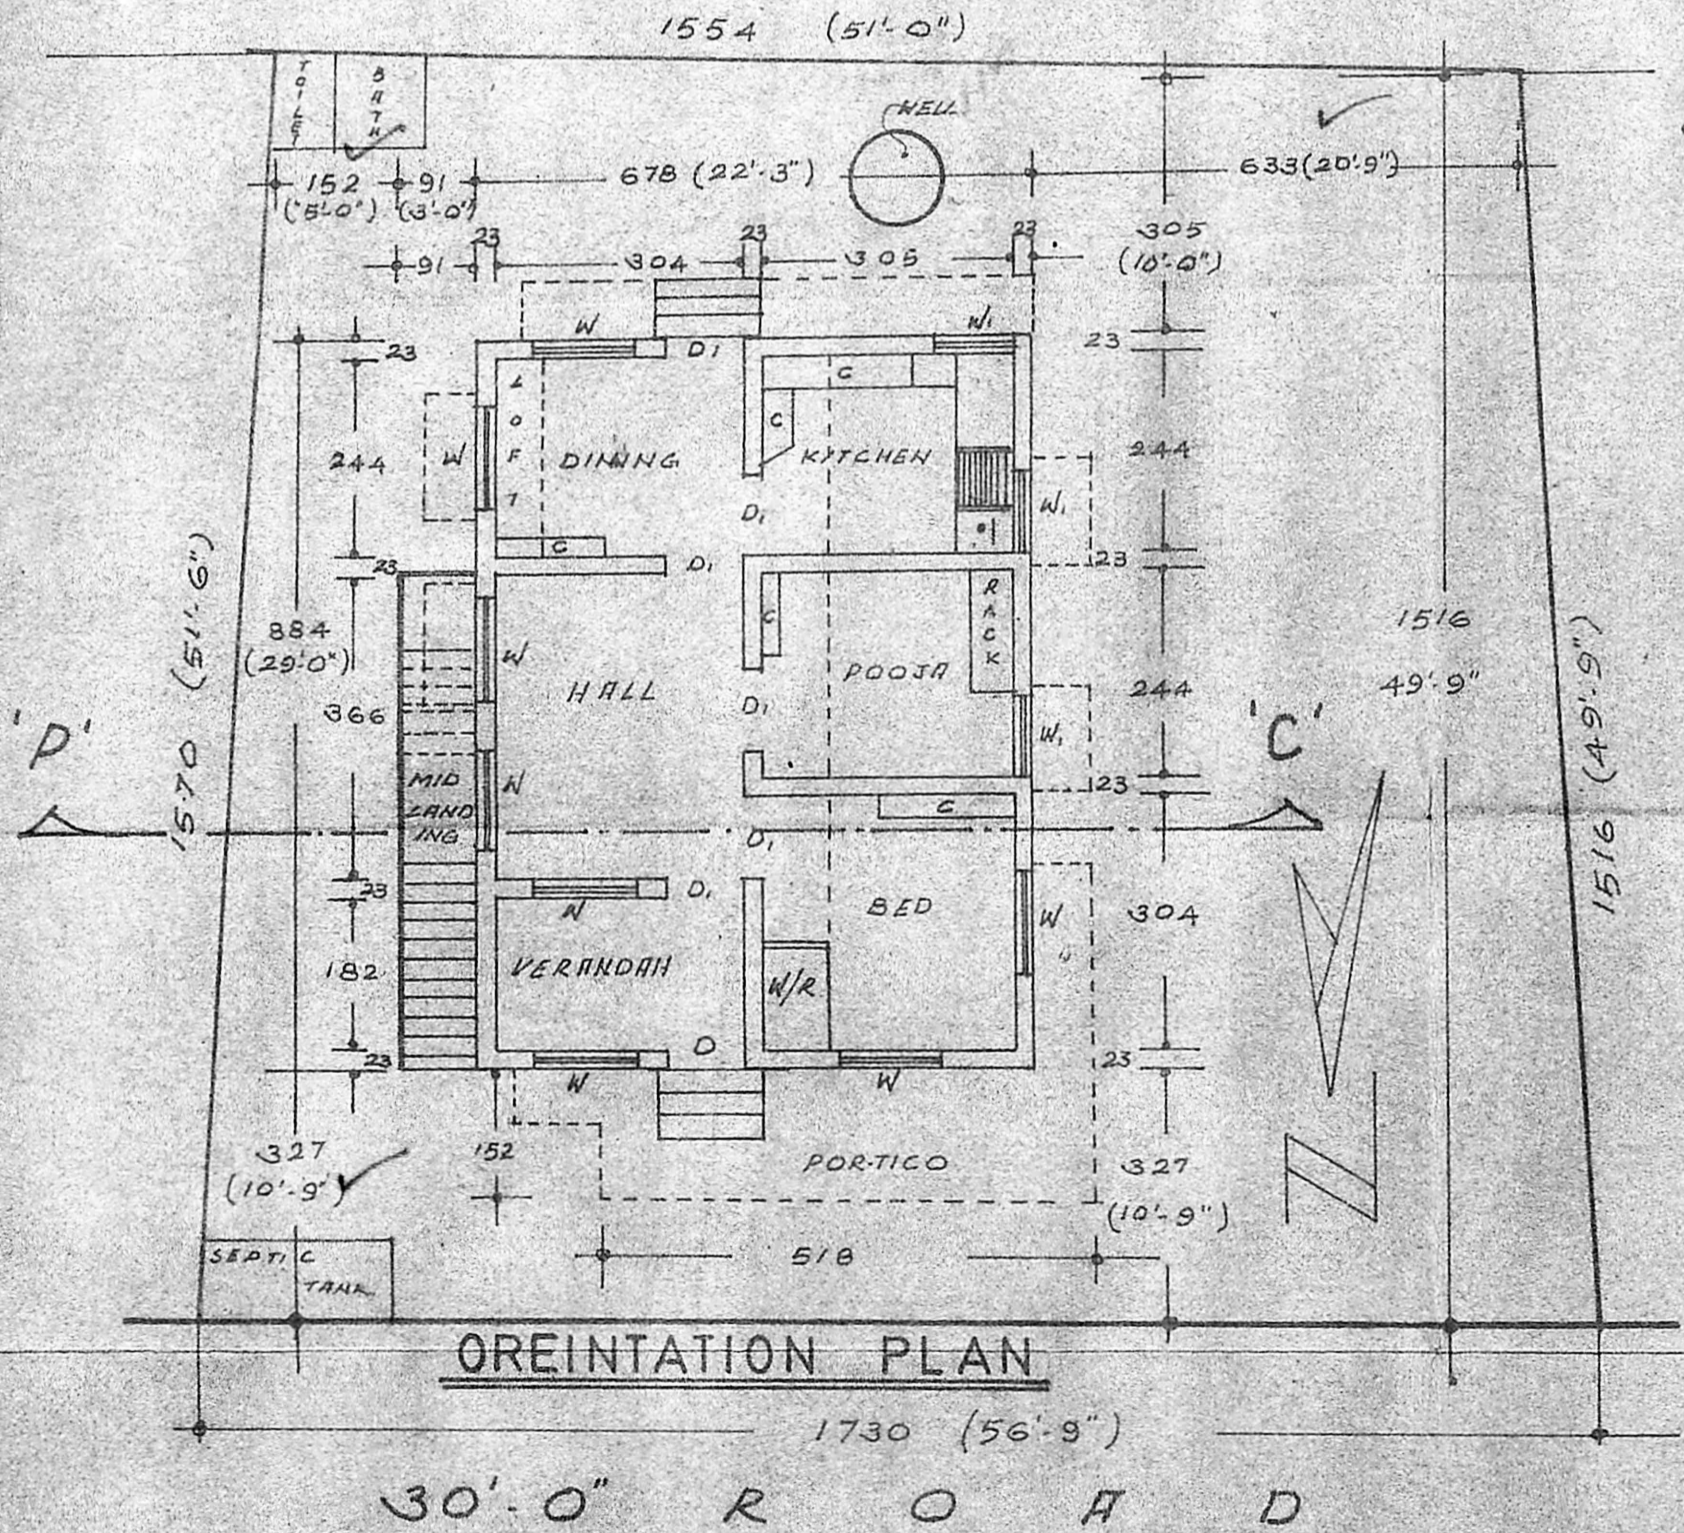 1554 (51'-0")
TOILET
BATH
WELL
152
91
678 (22'-3")
633(20'9")
('5'-0")
(3'-0")
23
23
23
305
(10'-0")
91
304
305
W
W1
23
D1
23
C
LOFT
C
244
W
DINING
KITCHEN
244
W1
D1
C
23
D1
23
1570 (51'-6")
884
(29'0")
C
RACK
1516
49'-9"
1516 (49'-9")
W
HALL
POOJA
244
366
D1
'D'
W1
'C'
W
MID
LAND
ING
23
C
D1
23
D1
W
BED
W
304
182
VERANDAH
W/R
23
D
23
W
W
327
(10'-9")
152
PORTICO
327
(10'-9")
N
518
SEPTIC
TANK
OREINTATION PLAN
1730 (56'-9")
30'-0" ROAD